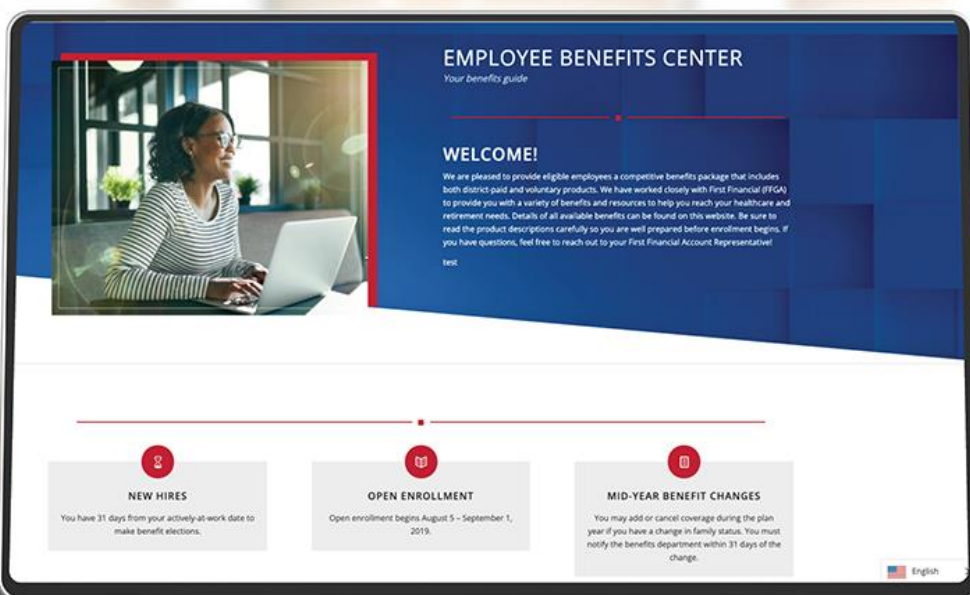 EMPLOYEE BENEFITS CENTER
Your benefits guide
WELCOME!
We are pleased to provide eligible employees a competitive benefits package that includes
both district-paid and voluntary products. We have worked closely with First Financial (FFGA)
to provide you with a variety of benefits and resources to help you reach your healthcare and
retirement needs. Details of all available benefits can be found on this website. Be sure to
read the product descriptions carefully so you are well prepared before enrollment begins. If
you have questions, feel free to reach out to your First Financial Account Representative!
test
NEW HIRES
You have 31 days from your actively-at-work date to
make benefit elections.
OPEN ENROLLMENT
Open enrollment begins August 5 – September 1,
2019.
MID-YEAR BENEFIT CHANGES
You may add or cancel coverage during the plan
year if you have a change in family status. You must
notify the benefits department within 31 days of the
change.
English